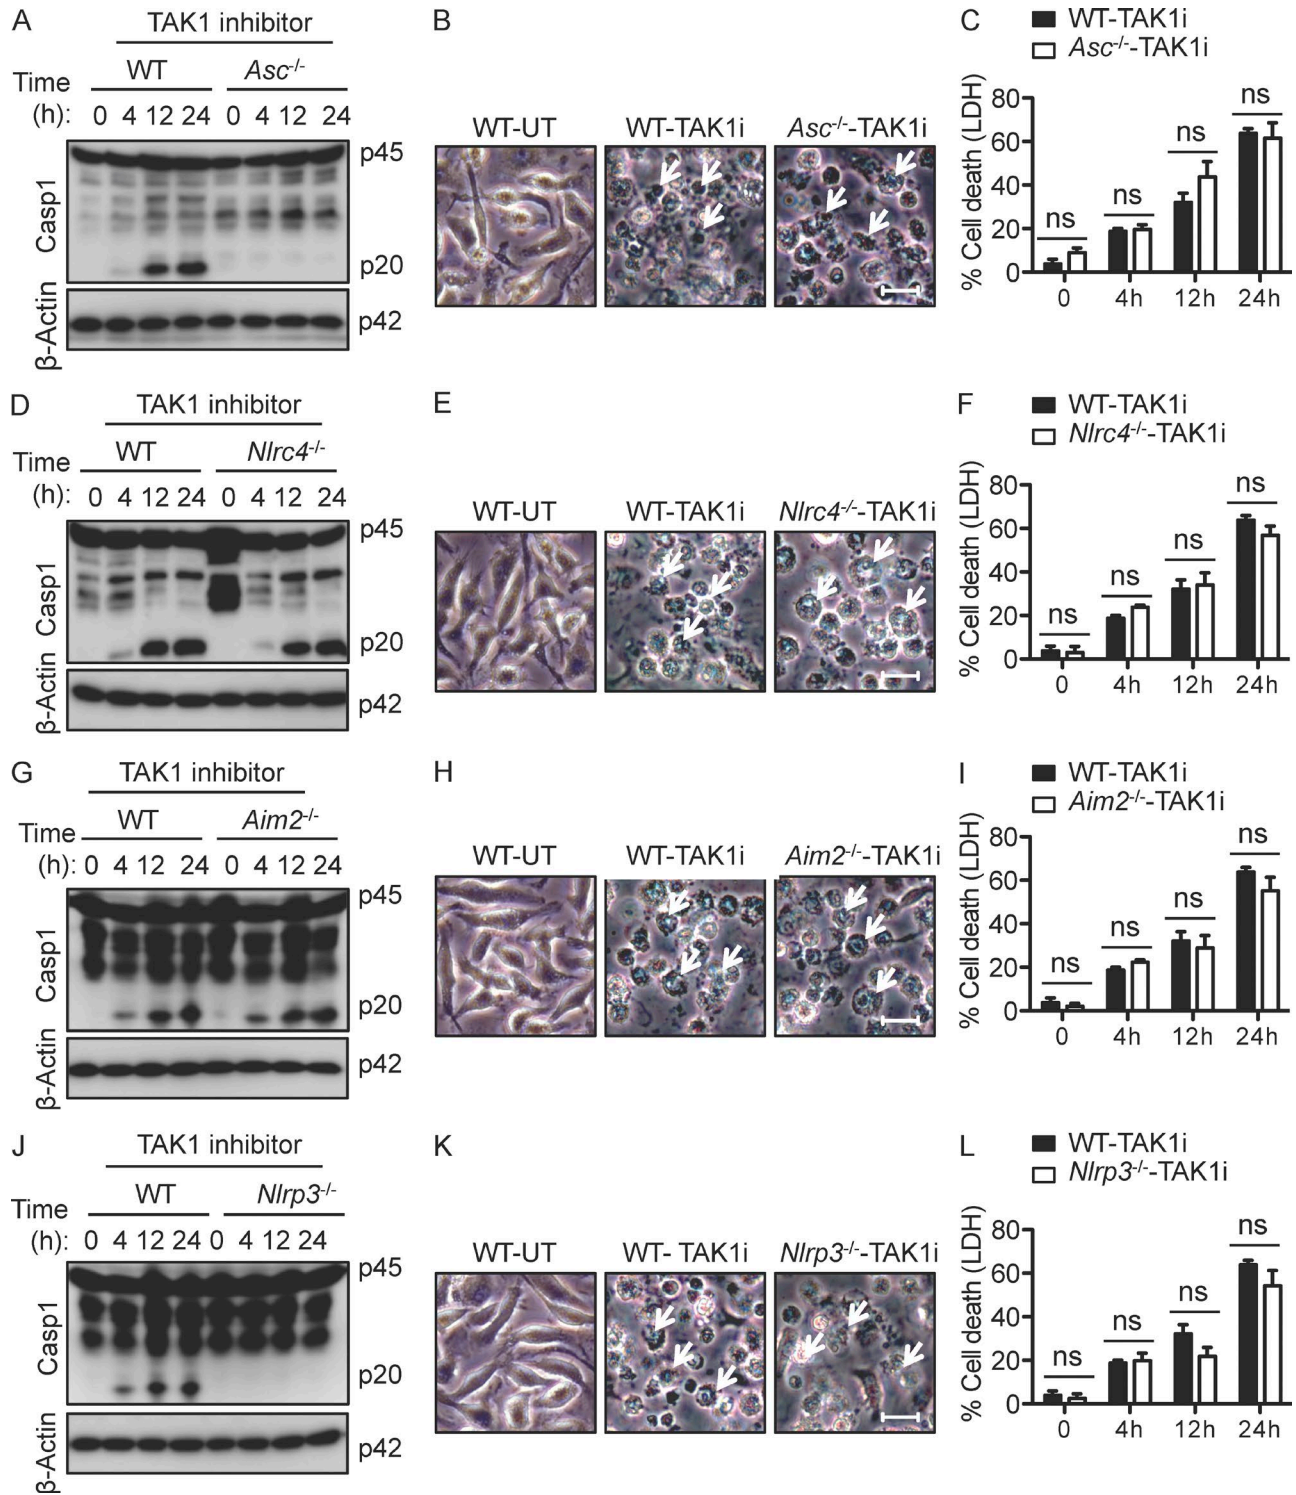 A
TAK1 inhibitor
WT Asc-/-
Time
(h): 0 4 12 24 0 4 12 24
Casp1
p45
p20
β-Actin
p42
B
WT-UT WT-TAK1i Asc-/--TAK1i
C
WT-TAK1i
Asc-/--TAK1i
% Cell death (LDH)
80
60
40
20
0
ns ns ns ns
0 4h 12h 24h
D
TAK1 inhibitor
WT Nlrc4-/-
Time
(h): 0 4 12 24 0 4 12 24
Casp1
p45
p20
β-Actin
p42
E
WT-UT WT-TAK1i Nlrc4-/--TAK1i
F
WT-TAK1i
Nlrc4-/--TAK1i
% Cell death (LDH)
80
60
40
20
0
ns ns ns ns
0 4h 12h 24h
G
TAK1 inhibitor
WT Aim2-/-
Time
(h): 0 4 12 24 0 4 12 24
Casp1
p45
p20
β-Actin
p42
H
WT-UT WT-TAK1i Aim2-/--TAK1i
I
WT-TAK1i
Aim2-/--TAK1i
% Cell death (LDH)
80
60
40
20
0
ns ns ns ns
0 4h 12h 24h
J
TAK1 inhibitor
WT Nlrp3-/-
Time
(h): 0 4 12 24 0 4 12 24
Casp1
p45
p20
β-Actin
p42
K
WT-UT WT- TAK1i Nlrp3-/--TAK1i
L
WT-TAK1i
Nlrp3-/--TAK1i
% Cell death (LDH)
80
60
40
20
0
ns ns ns ns
0 4h 12h 24h